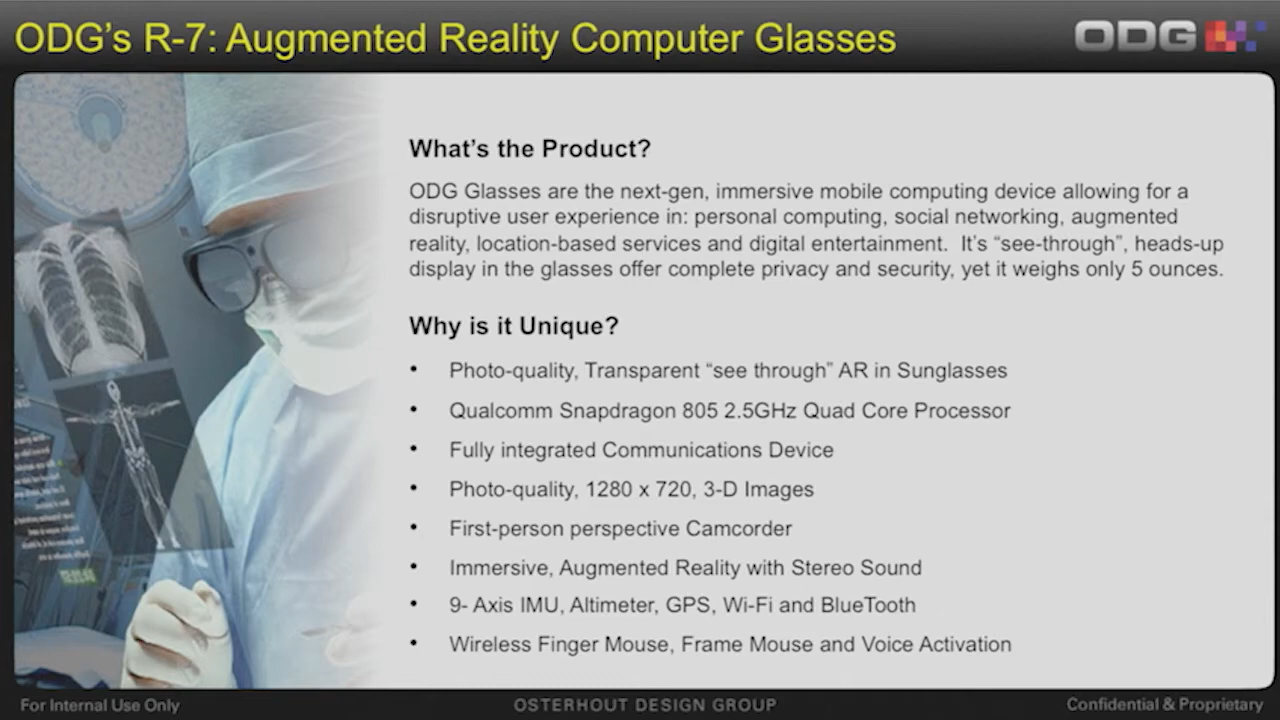 ODG's R-7: Augmented Reality Computer Glasses
ODG
What's the Product?
ODG Glasses are the next-gen, immersive mobile computing device allowing for a
disruptive user experience in: personal computing, social networking, augmented
reality, location-based services and digital entertainment. It's "see-through", heads-up
display in the glasses offer complete privacy and security, yet it weighs only 5 ounces.
Why is it Unique?
• Photo-quality, Transparent "see through" AR in Sunglasses
• Qualcomm Snapdragon 805 2.5GHz Quad Core Processor
• Fully integrated Communications Device
• Photo-quality, 1280 x 720, 3-D Images
• First-person perspective Camcorder
• Immersive, Augmented Reality with Stereo Sound
• 9- Axis IMU, Altimeter, GPS, Wi-Fi and BlueTooth
• Wireless Finger Mouse, Frame Mouse and Voice Activation
For Internal Use Only
OSTERHOUT DESIGN GROUP
Confidential & Proprietary